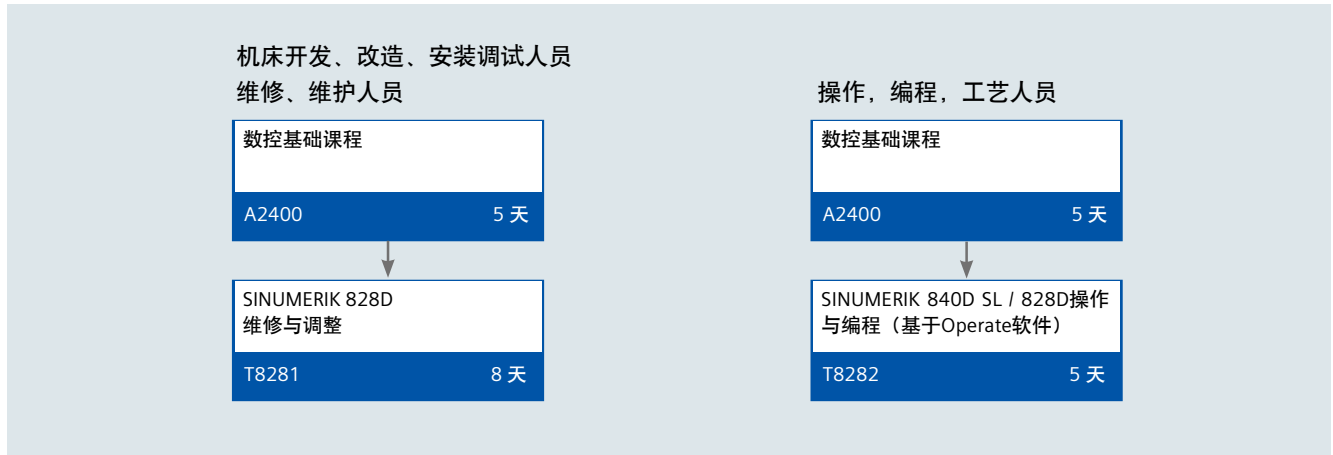 机床开发、改造、安装调试人员
维修、维护人员
数控基础课程
A2400 5 天
SINUMERIK 828D
维修与调整
T8281 8 天
操作，编程，工艺人员
数控基础课程
A2400 5 天
SINUMERIK 840D SL / 828D操作
与编程（基于Operate软件）
T8282 5 天